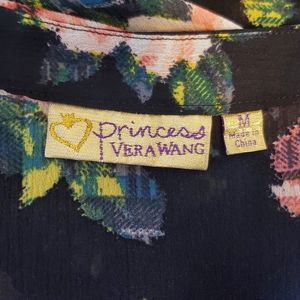 princess
VERA WANG
M
Made in
China